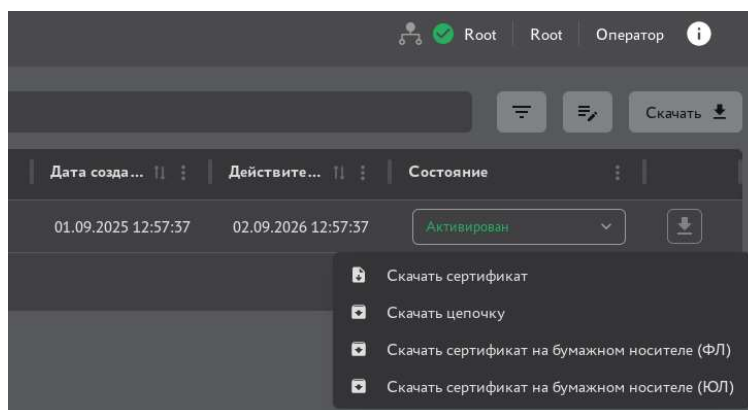 Root Root Оператор i
Скачать
Дата созда... Действите... Состояние
01.09.2025 12:57:37 02.09.2026 12:57:37 Активирован
Скачать сертификат
Скачать цепочку
Скачать сертификат на бумажном носителе (ФЛ)
Скачать сертификат на бумажном носителе (ЮЛ)